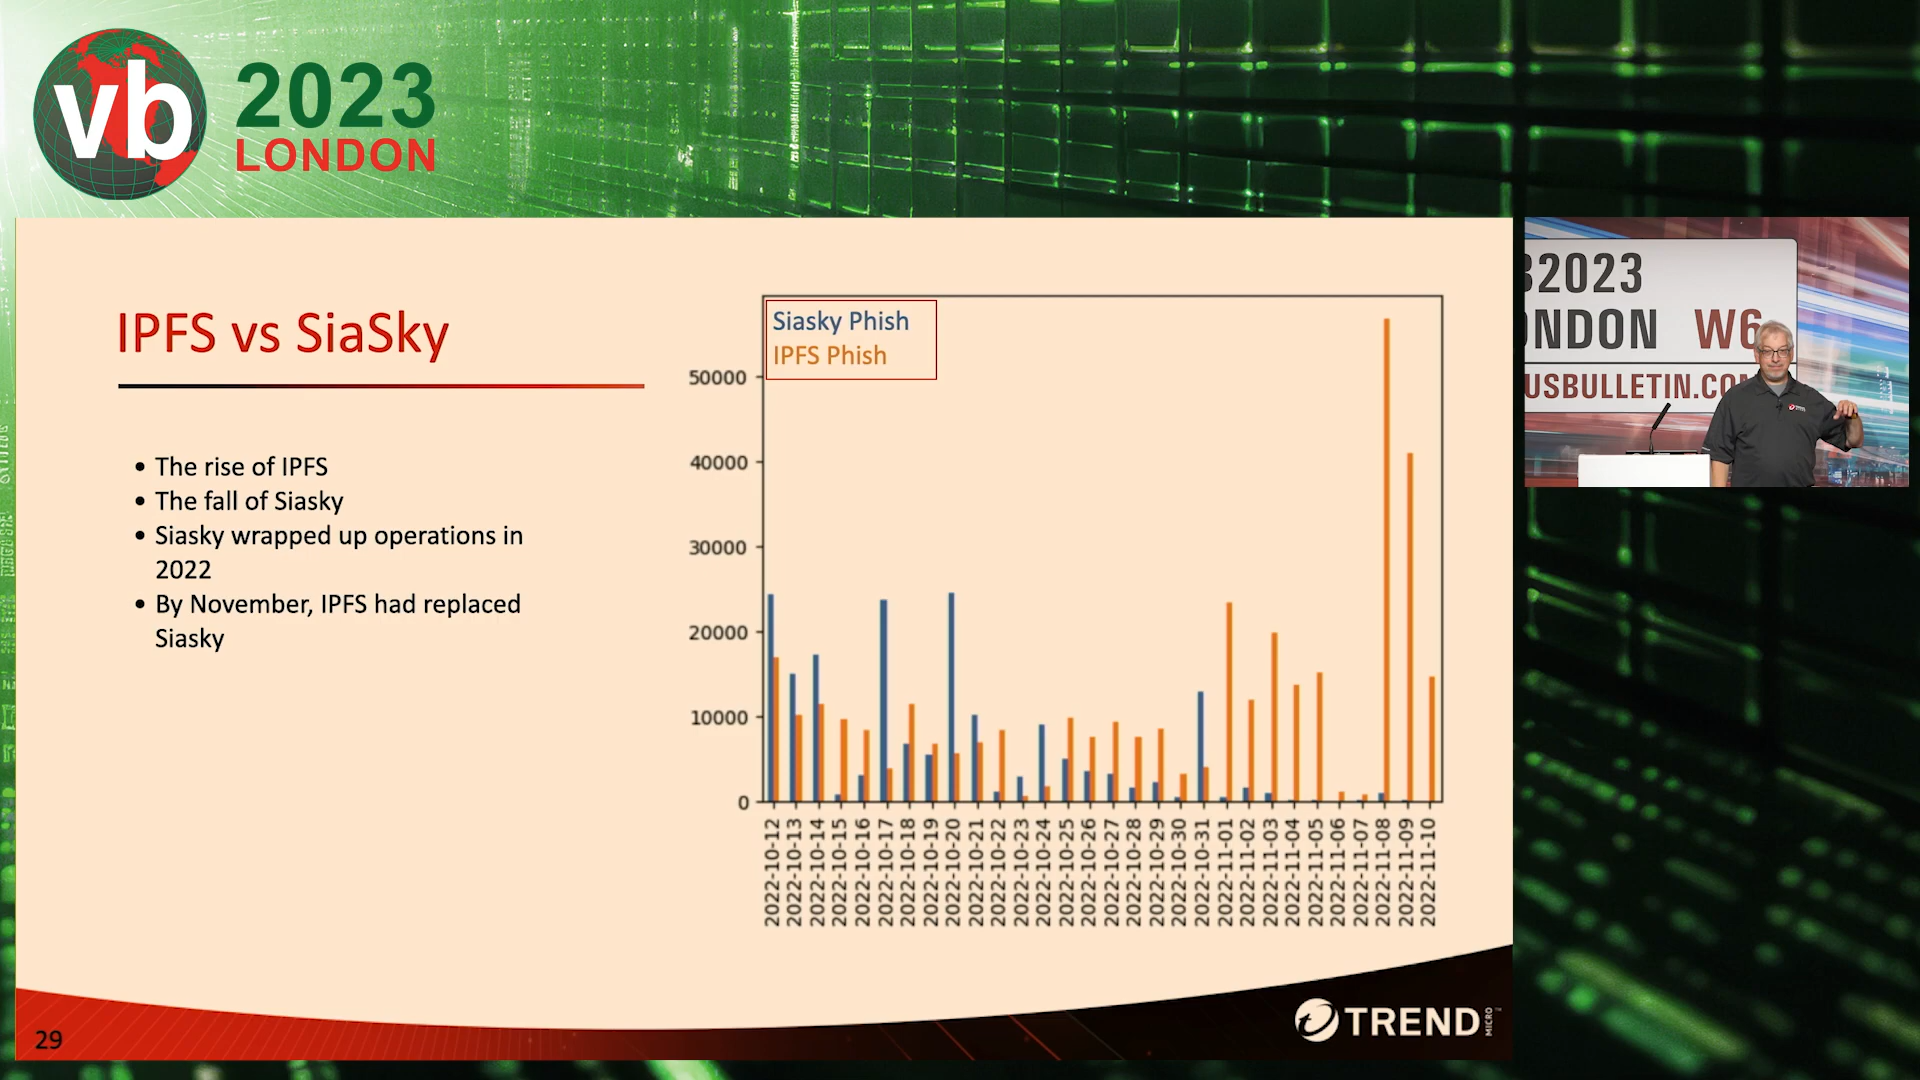 vb
2023
LONDON
IPFS vs SiaSky
The rise of IPFS
The fall of Siasky
Siasky wrapped up operations in
2022
By November, IPFS had replaced
Siasky
Siasky Phish
IPFS Phish
50000
40000
30000
20000
10000
0
2022-10-12
2022-10-13
2022-10-14
2022-10-15
2022-10-16
2022-10-17
2022-10-18
2022-10-19
2022-10-20
2022-10-21
2022-10-22
2022-10-23
2022-10-24
2022-10-25
2022-10-26
2022-10-27
2022-10-28
2022-10-29
2022-10-30
2022-10-31
2022-11-01
2022-11-02
2022-11-03
2022-11-04
2022-11-05
2022-11-06
2022-11-07
2022-11-08
2022-11-09
2022-11-10
29
TREND
MICRO
2023
ONDON W6
USBULLETIN.CO